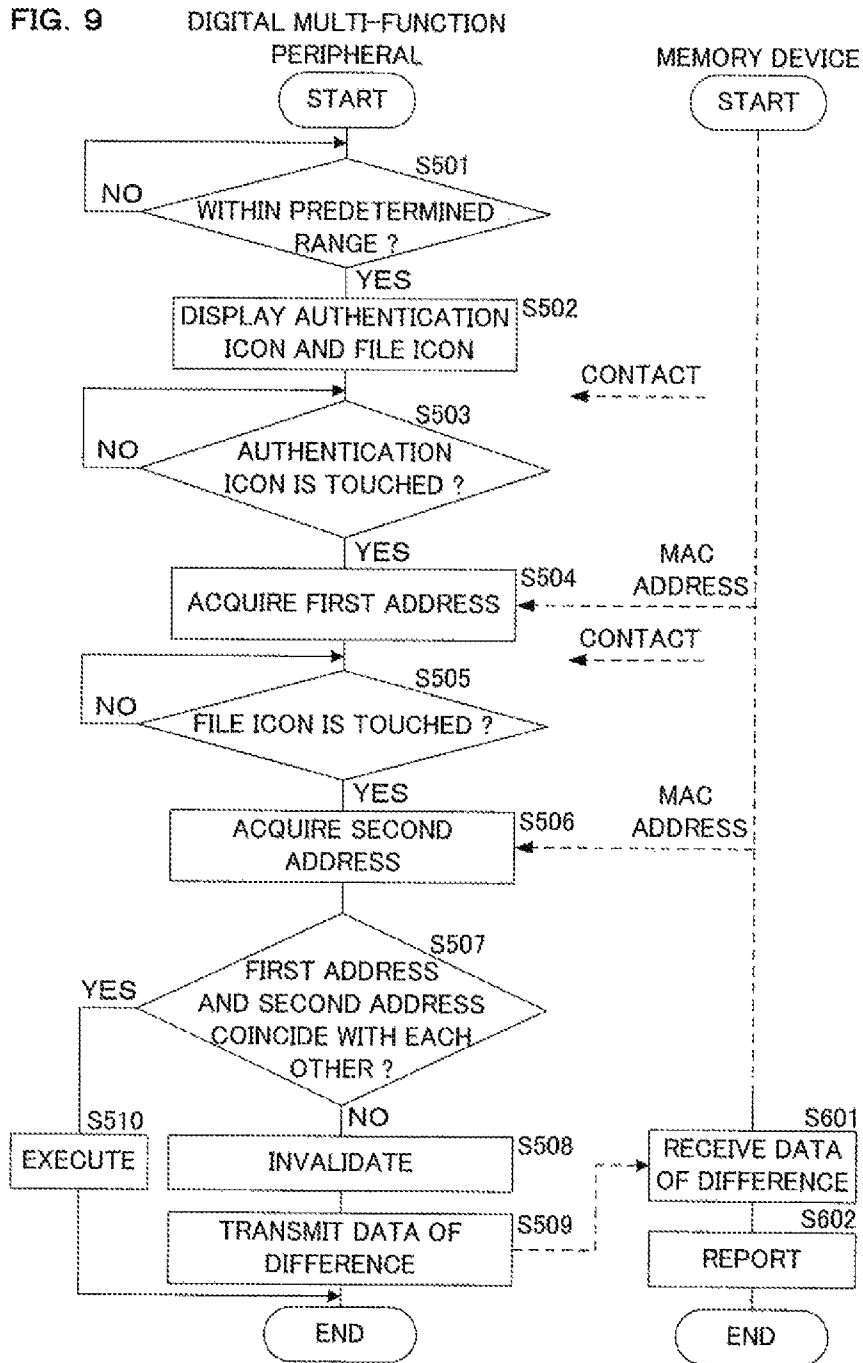 FIG. 9
DIGITAL MULTI-FUNCTION
PERIPHERAL
MEMORY DEVICE
START
START
S501
NO
WITHIN PREDETERMINED
RANGE ?
YES
DISPLAY AUTHENTICATION
ICON AND FILE ICON
S502
CONTACT
S503
NO
AUTHENTICATION
ICON IS TOUCHED ?
YES
MAC
ADDRESS
S504
ACQUIRE FIRST ADDRESS
CONTACT
S505
NO
FILE ICON IS TOUCHED ?
YES
MAC
ADDRESS
S506
ACQUIRE SECOND
ADDRESS
S507
YES
FIRST ADDRESS
AND SECOND ADDRESS
COINCIDE WITH EACH
OTHER ?
NO
S510
EXECUTE
INVALIDATE
S508
S601
RECEIVE DATA
OF DIFFERENCE
TRANSMIT DATA OF
DIFFERENCE
S509
S602
REPORT
END
END